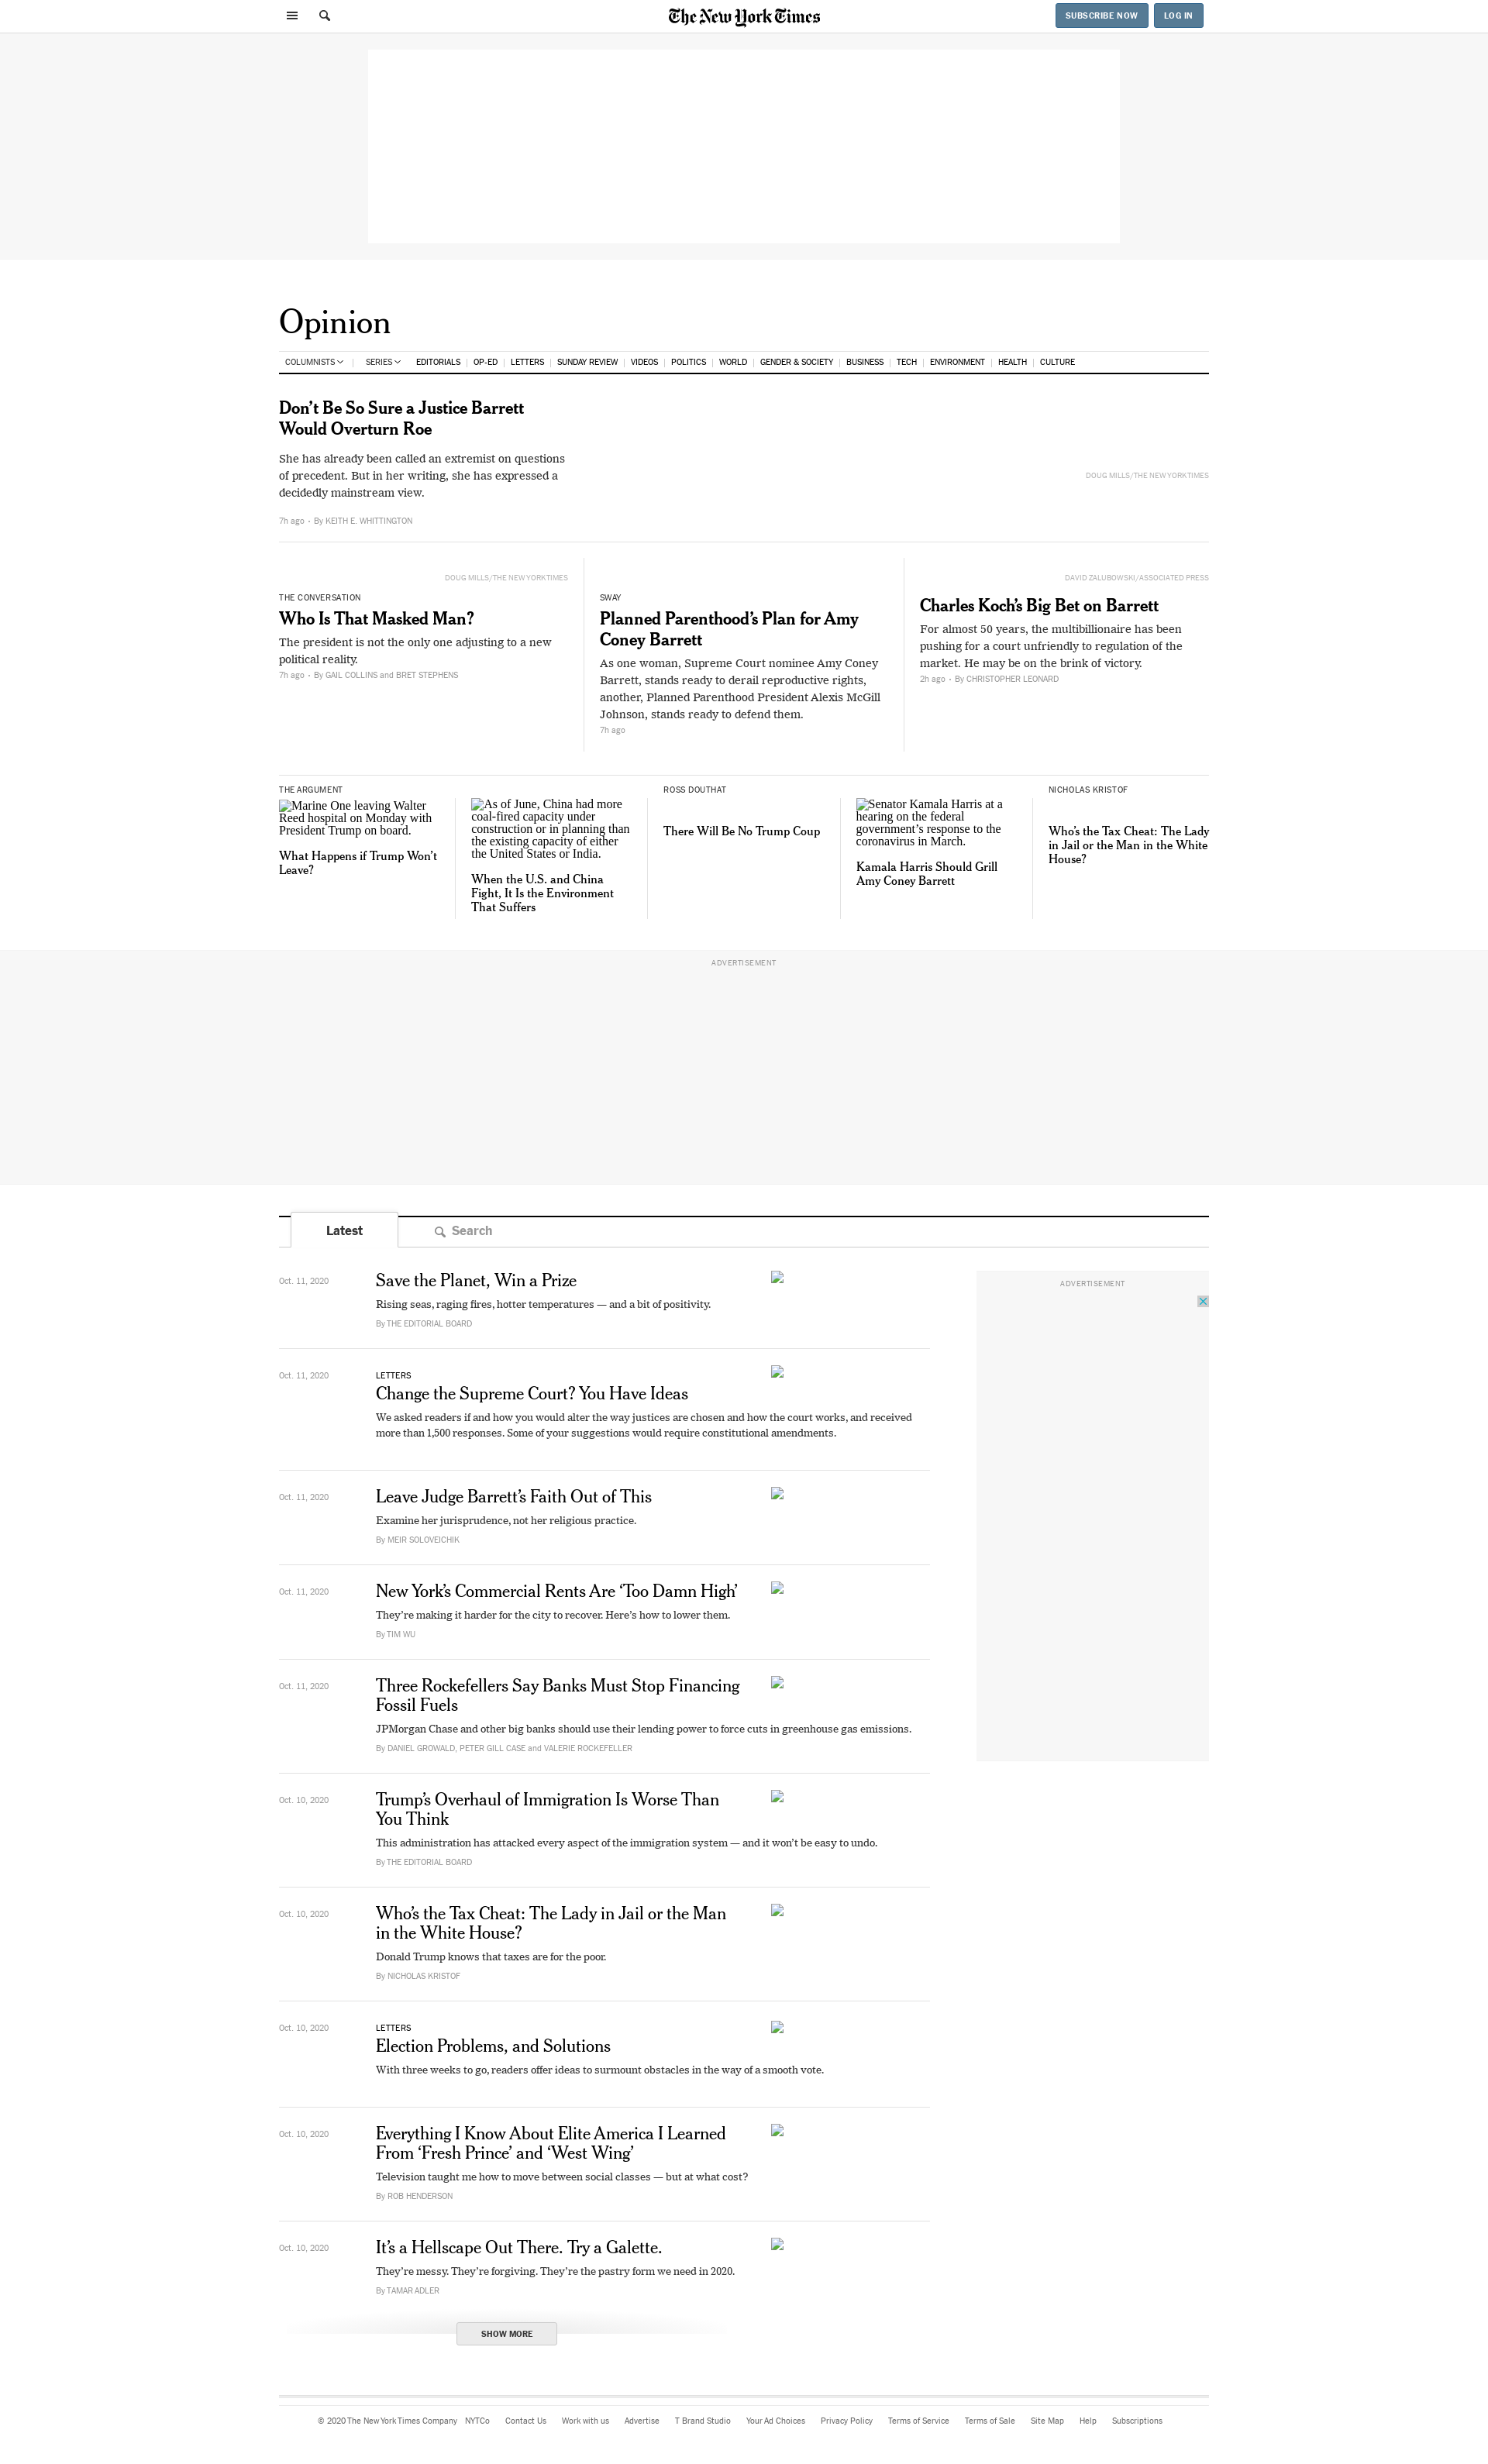 The New York Times
SUBSCRIBE NOW
LOG IN
Opinion
COLUMNISTS
SERIES
EDITORIALS
OP-ED
LETTERS
SUNDAY REVIEW
VIDEOS
POLITICS
WORLD
GENDER & SOCIETY
BUSINESS
TECH
ENVIRONMENT
HEALTH
CULTURE
Don’t Be So Sure a Justice Barrett
Would Overturn Roe
She has already been called an extremist on questions
of precedent. But in her writing, she has expressed a
decidedly mainstream view.
7h ago • By KEITH E. WHITTINGTON
DOUG MILLS/THE NEW YORK TIMES
DOUG MILLS/THE NEW YORK TIMES
THE CONVERSATION
Who Is That Masked Man?
The president is not the only one adjusting to a new
political reality.
7h ago • By GAIL COLLINS and BRET STEPHENS
SWAY
Planned Parenthood’s Plan for Amy
Coney Barrett
As one woman, Supreme Court nominee Amy Coney
Barrett, stands ready to derail reproductive rights,
another, Planned Parenthood President Alexis McGill
Johnson, stands ready to defend them.
7h ago
DAVID ZALUBOWSKI/ASSOCIATED PRESS
Charles Koch’s Big Bet on Barrett
For almost 50 years, the multibillionaire has been
pushing for a court unfriendly to regulation of the
market. He may be on the brink of victory.
2h ago • By CHRISTOPHER LEONARD
THE ARGUMENT
Marine One leaving Walter
Reed hospital on Monday with
President Trump on board.
What Happens if Trump Won’t
Leave?
As of June, China had more
coal-fired capacity under
construction or in planning than
the existing capacity of either
the United States or India.
When the U.S. and China
Fight, It Is the Environment
That Suffers
ROSS DOUTHAT
There Will Be No Trump Coup
Senator Kamala Harris at a
hearing on the federal
government’s response to the
coronavirus in March.
Kamala Harris Should Grill
Amy Coney Barrett
NICHOLAS KRISTOF
Who’s the Tax Cheat: The Lady
in Jail or the Man in the White
House?
ADVERTISEMENT
Latest
Search
Oct. 11, 2020
Save the Planet, Win a Prize
Rising seas, raging fires, hotter temperatures — and a bit of positivity.
By THE EDITORIAL BOARD
ADVERTISEMENT
Oct. 11, 2020
LETTERS
Change the Supreme Court? You Have Ideas
We asked readers if and how you would alter the way justices are chosen and how the court works, and received
more than 1,500 responses. Some of your suggestions would require constitutional amendments.
Oct. 11, 2020
Leave Judge Barrett’s Faith Out of This
Examine her jurisprudence, not her religious practice.
By MEIR SOLOVEICHIK
Oct. 11, 2020
New York’s Commercial Rents Are ‘Too Damn High’
They’re making it harder for the city to recover. Here’s how to lower them.
By TIM WU
Oct. 11, 2020
Three Rockefellers Say Banks Must Stop Financing
Fossil Fuels
JPMorgan Chase and other big banks should use their lending power to force cuts in greenhouse gas emissions.
By DANIEL GROWALD, PETER GILL CASE and VALERIE ROCKEFELLER
Oct. 10, 2020
Trump’s Overhaul of Immigration Is Worse Than
You Think
This administration has attacked every aspect of the immigration system — and it won’t be easy to undo.
By THE EDITORIAL BOARD
Oct. 10, 2020
Who’s the Tax Cheat: The Lady in Jail or the Man
in the White House?
Donald Trump knows that taxes are for the poor.
By NICHOLAS KRISTOF
Oct. 10, 2020
LETTERS
Election Problems, and Solutions
With three weeks to go, readers offer ideas to surmount obstacles in the way of a smooth vote.
Oct. 10, 2020
Everything I Know About Elite America I Learned
From ‘Fresh Prince’ and ‘West Wing’
Television taught me how to move between social classes — but at what cost?
By ROB HENDERSON
Oct. 10, 2020
It’s a Hellscape Out There. Try a Galette.
They’re messy. They’re forgiving. They’re the pastry form we need in 2020.
By TAMAR ADLER
SHOW MORE
© 2020 The New York Times Company
NYTCo
Contact Us
Work with us
Advertise
T Brand Studio
Your Ad Choices
Privacy Policy
Terms of Service
Terms of Sale
Site Map
Help
Subscriptions